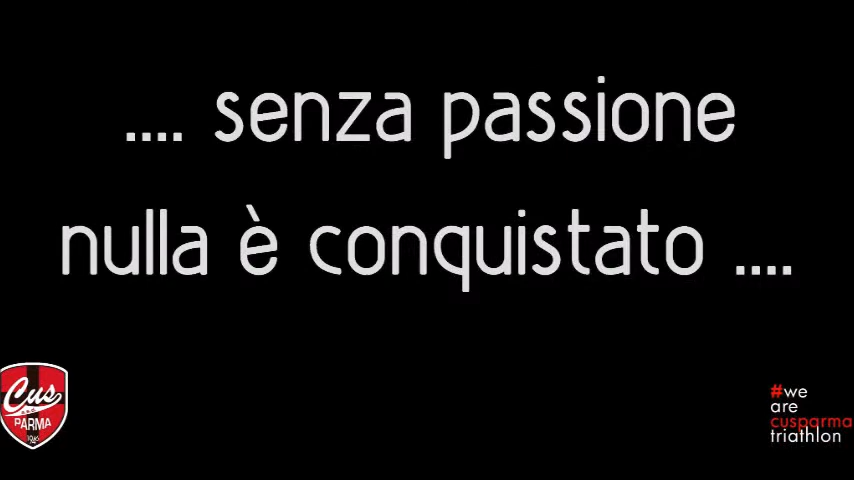 .... senza passione
nulla è conquistato ....
Cus
PARMA
#we
are
cusparma
triathlon